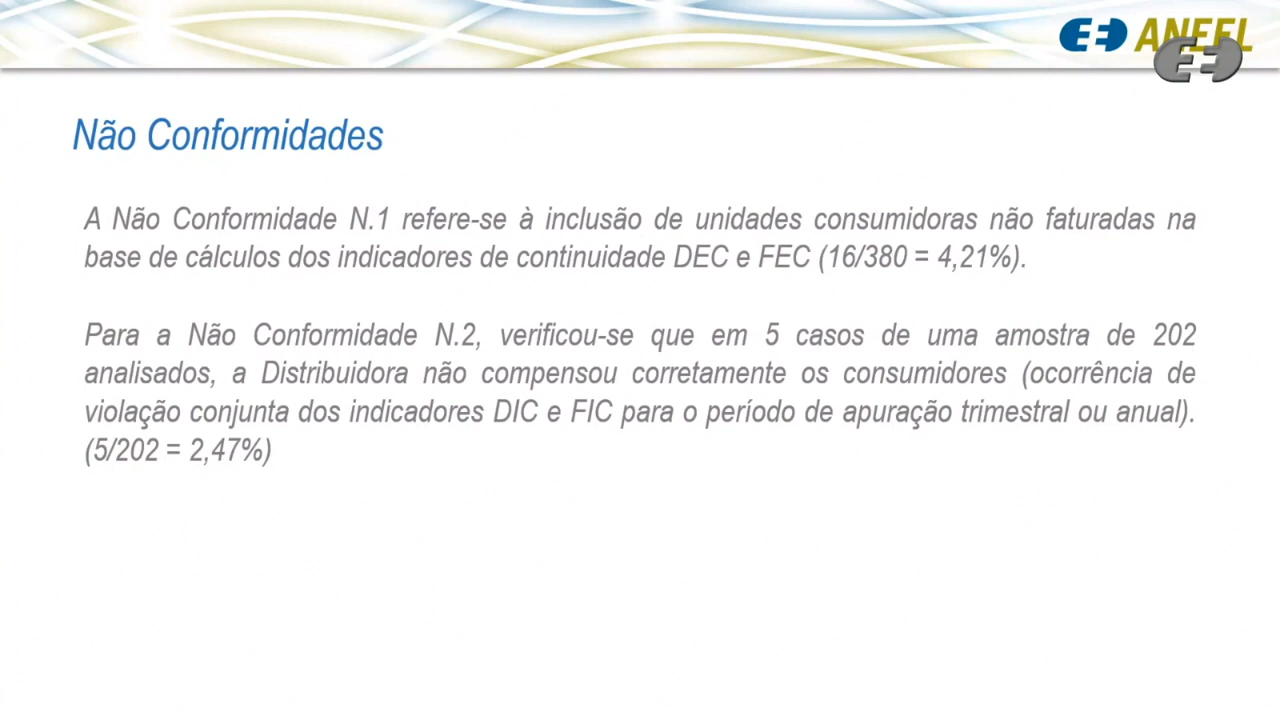 ANEEL
Não Conformidades
A Não Conformidade N.1 refere-se à inclusão de unidades consumidoras não faturadas na
base de cálculos dos indicadores de continuidade DEC e FEC (16/380 = 4,21%).
Para a Não Conformidade N.2, verificou-se que em 5 casos de uma amostra de 202
analisados, a Distribuidora não compensou corretamente os consumidores (ocorrência de
violação conjunta dos indicadores DIC e FIC para o período de apuração trimestral ou anual).
(5/202 = 2,47%)